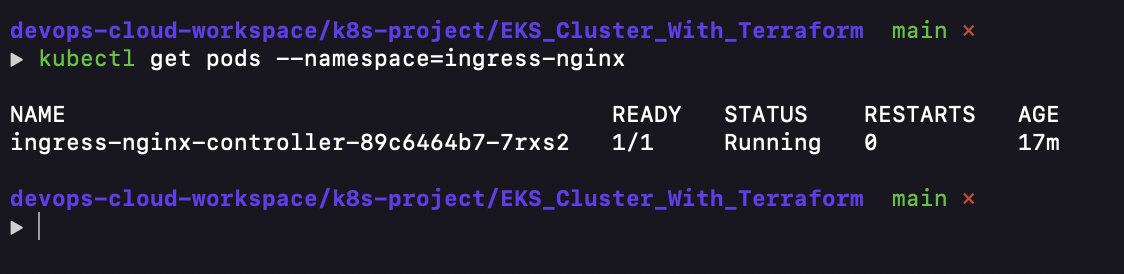 devops-cloud-workspace/k8s-project/EKS_Cluster_With_Terraform main ×
▶ kubectl get pods --namespace=ingress-nginx
NAME READY STATUS RESTARTS AGE
ingress-nginx-controller-89c6464b7-7rxs2 1/1 Running 0 17m
devops-cloud-workspace/k8s-project/EKS_Cluster_With_Terraform main ×
▶